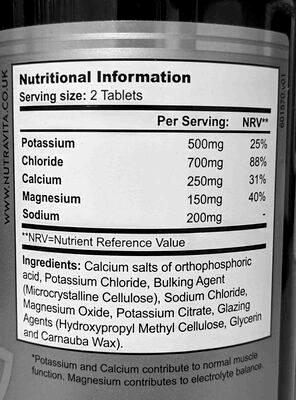 Nutritional Information
Serving size: 2 Tablets
Per Serving: NRV**
Potassium 500mg 25%
Chloride 700mg 88%
Calcium 250mg 31%
Magnesium 150mg 40%
Sodium 200mg -
**NRV=Nutrient Reference Value
Ingredients: Calcium salts of orthophosphoric
acid, Potassium Chloride, Bulking Agent
(Microcrystalline Cellulose), Sodium Chloride,
Magnesium Oxide, Potassium Citrate, Glazing
Agents (Hydroxypropyl Methyl Cellulose, Glycerin
and Carnauba Wax).
*Potassium and Calcium contribute to normal muscle
function. Magnesium contributes to electrolyte balance.
WWW.NUTRAVITA.CO.UK